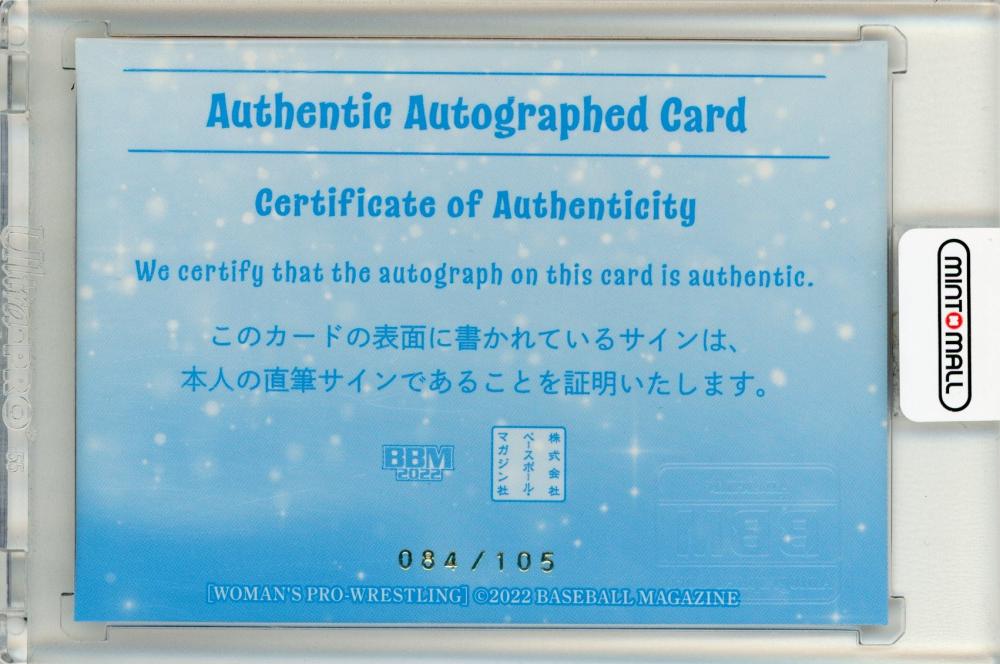 Authentic Autographed Card
Certificate of Authenticity
We certify that the autograph on this card is authentic.
このカードの表面に書かれているサインは、
本人の直筆サインであることを証明いたします。
BBM
2022
株式会社
ベースボール・
マガジン社
084/105
[WOMAN'S PRO-WRESTLING] ©2022 BASEBALL MAGAZINE
MINT MALL
Ultra PRO